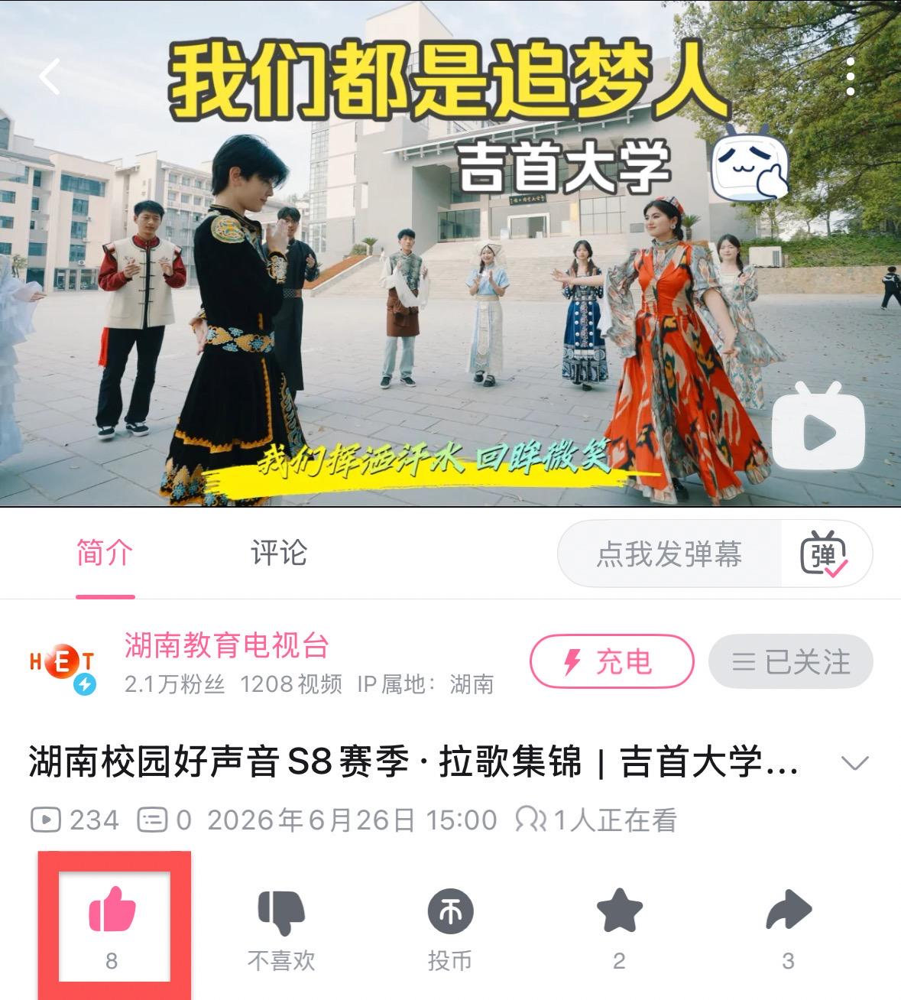 我们都是追梦人
吉首大学
我们挥洒汗水 回眸微笑
简介
评论
点我发弹幕
弹
HET
湖南教育电视台
2.1万粉丝 1208视频 IP属地：湖南
充电
已关注
湖南校园好声音S8赛季·拉歌集锦 | 吉首大学...
234 0 2026年6月26日 15:00 1人正在看
8
不喜欢
投币
2
3